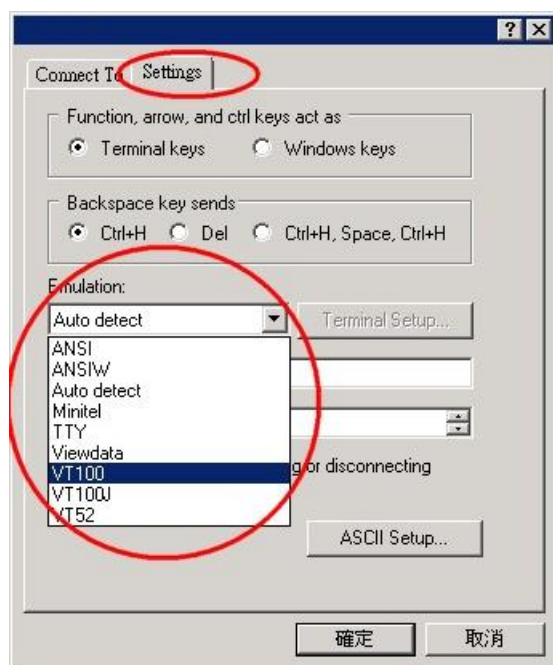 Connect To Settings
Function, arrow, and ctrl keys act as
Terminal keys Windows keys
Backspace key sends
Ctrl+H Del Ctrl+H, Space, Ctrl+H
Emulation:
Auto detect Terminal Setup...
ANSI
ANSIW
Auto detect
Minitel
TTY
Viewdata
VT100 or disconnecting
VT100J
VT52
ASCII Setup...
確定 取消